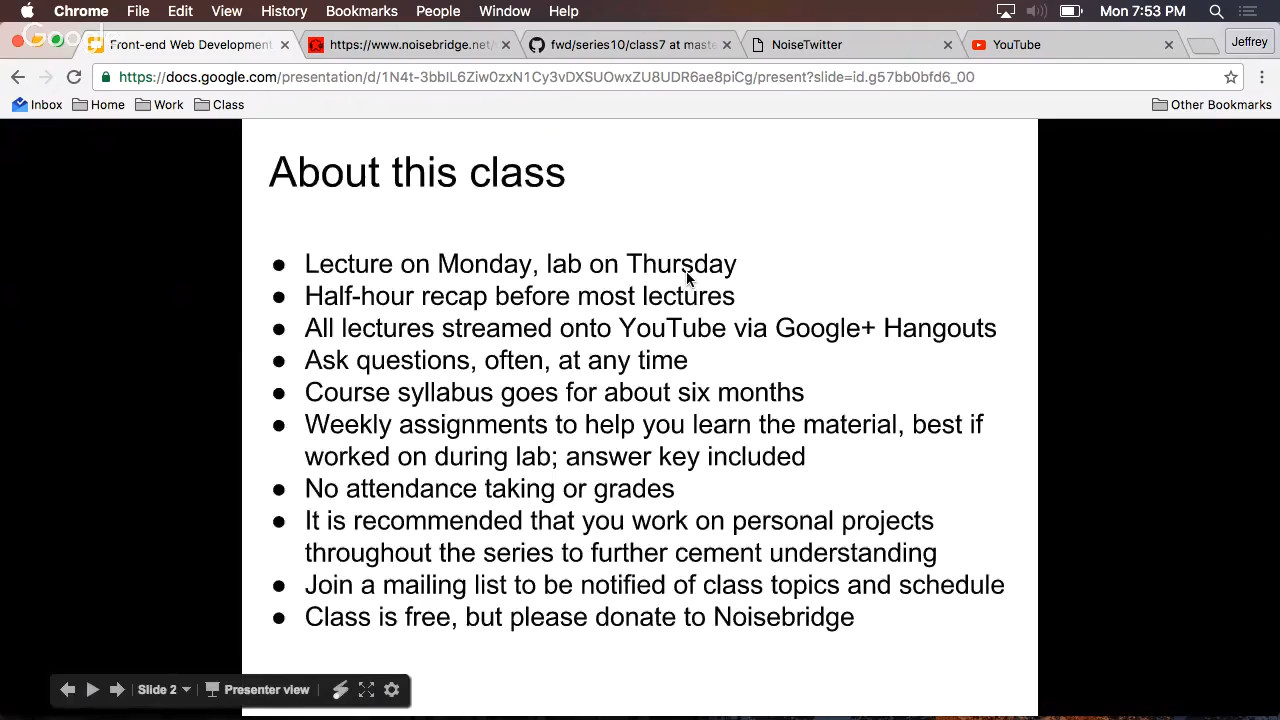 Chrome File Edit View History Bookmarks People Window Help Mon 7:53 PM
Good
Front-end Web Development https://www.noisebridge.net/ fwd/series10/class7 at maste NoiseTwitter YouTube Jeffrey
https://docs.google.com/presentation/d/1N4t-3bbIL6Ziw0zxN1Cy3vDXSUOwxZU8UDR6ae8piCg/present?slide=id.g57bb0bfd6_00
Inbox Home Work Class Other Bookmarks
About this class
● Lecture on Monday, lab on Thursday
● Half-hour recap before most lectures
● All lectures streamed onto YouTube via Google+ Hangouts
● Ask questions, often, at any time
● Course syllabus goes for about six months
● Weekly assignments to help you learn the material, best if
worked on during lab; answer key included
● No attendance taking or grades
● It is recommended that you work on personal projects
throughout the series to further cement understanding
● Join a mailing list to be notified of class topics and schedule
● Class is free, but please donate to Noisebridge
Slide 2 Presenter view